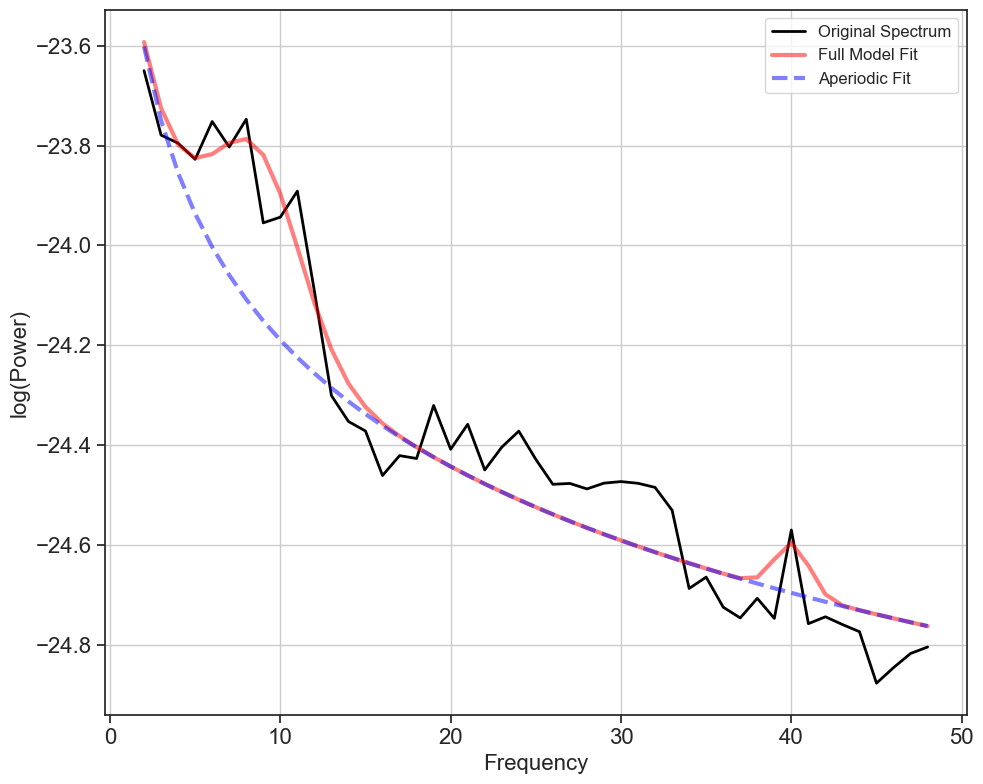 Original Spectrum
Full Model Fit
Aperiodic Fit
log(Power)
−23.6
−23.8
−24.0
−24.2
−24.4
−24.6
−24.8
0 10 20 30 40 50
Frequency